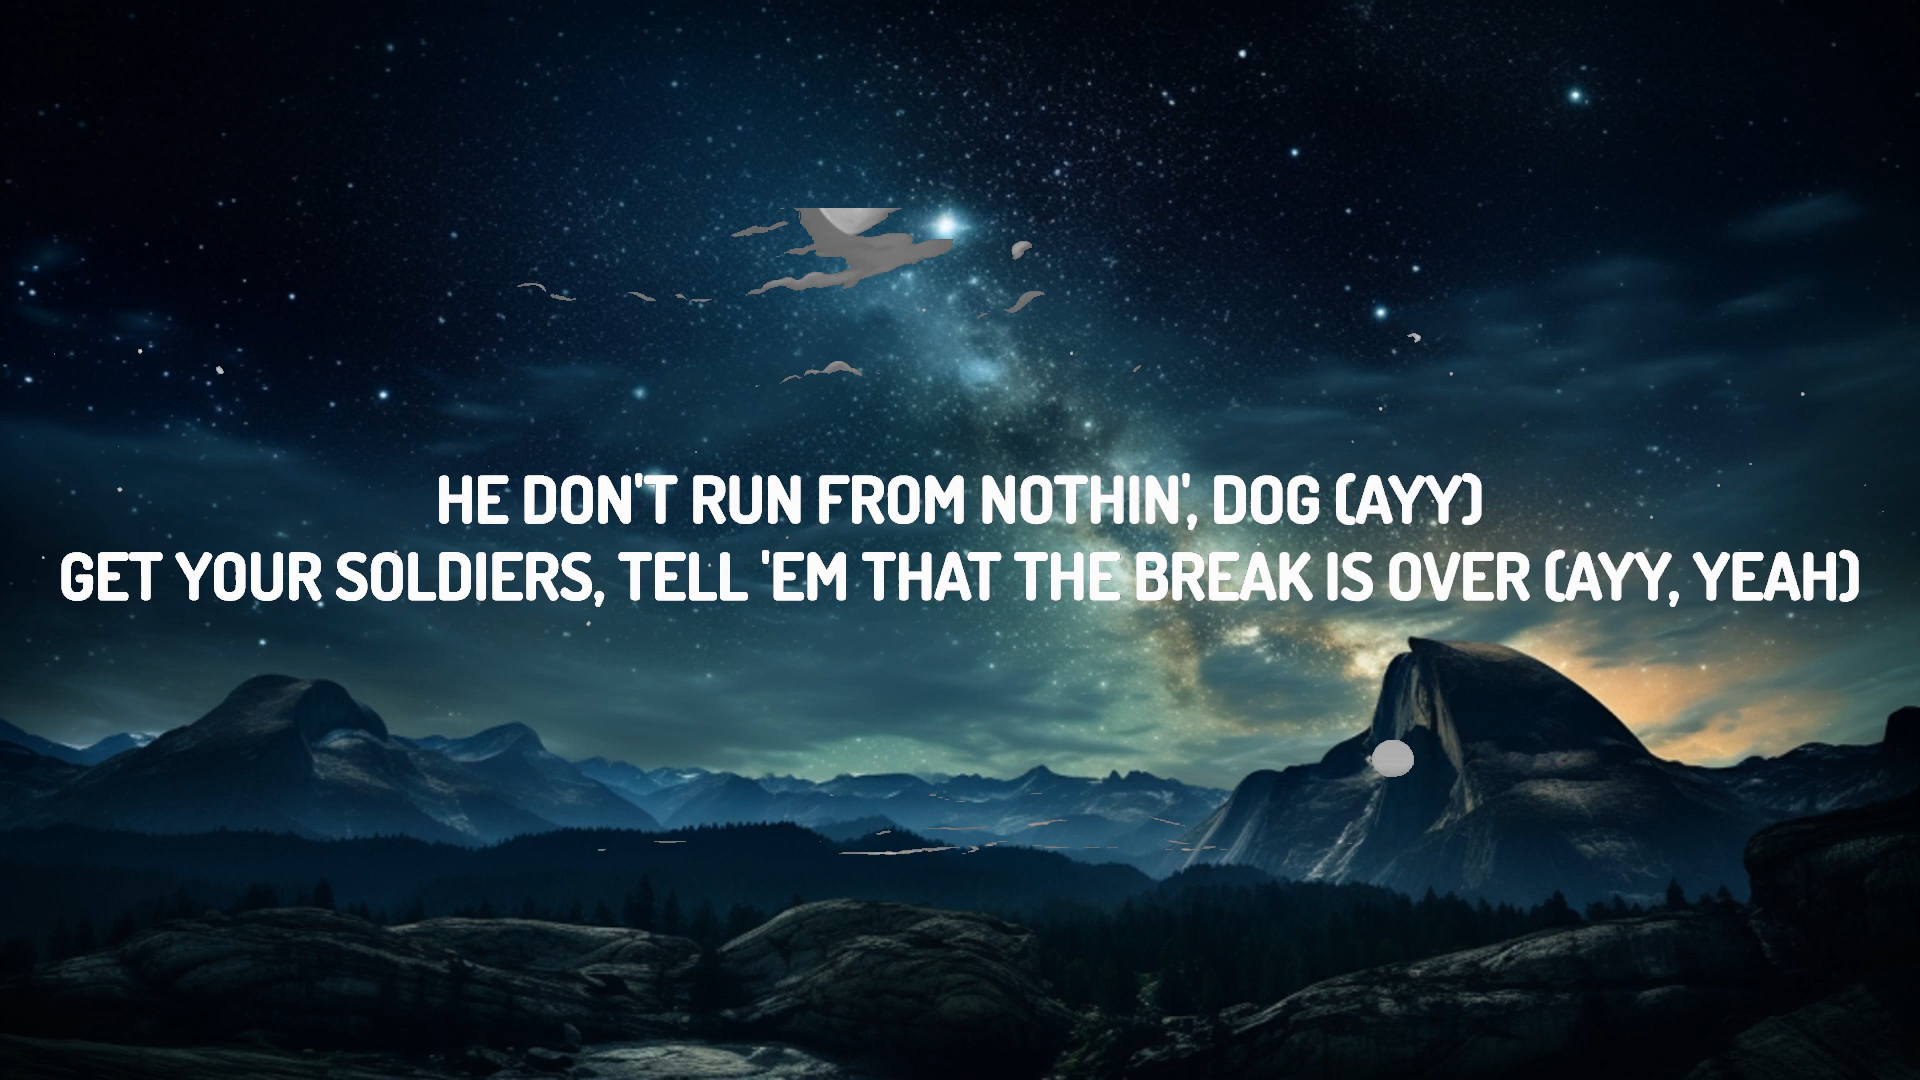 HE DON'T RUN FROM NOTHIN', DOG (AYY)
GET YOUR SOLDIERS, TELL 'EM THAT THE BREAK IS OVER (AYY, YEAH)